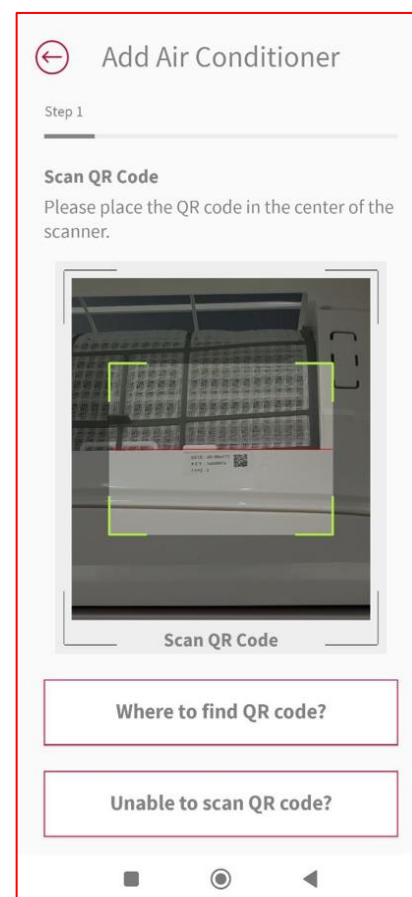 Add Air Conditioner
Step 1
Scan QR Code
Please place the QR code in the center of the
scanner.
Scan QR Code
Where to find QR code?
Unable to scan QR code?